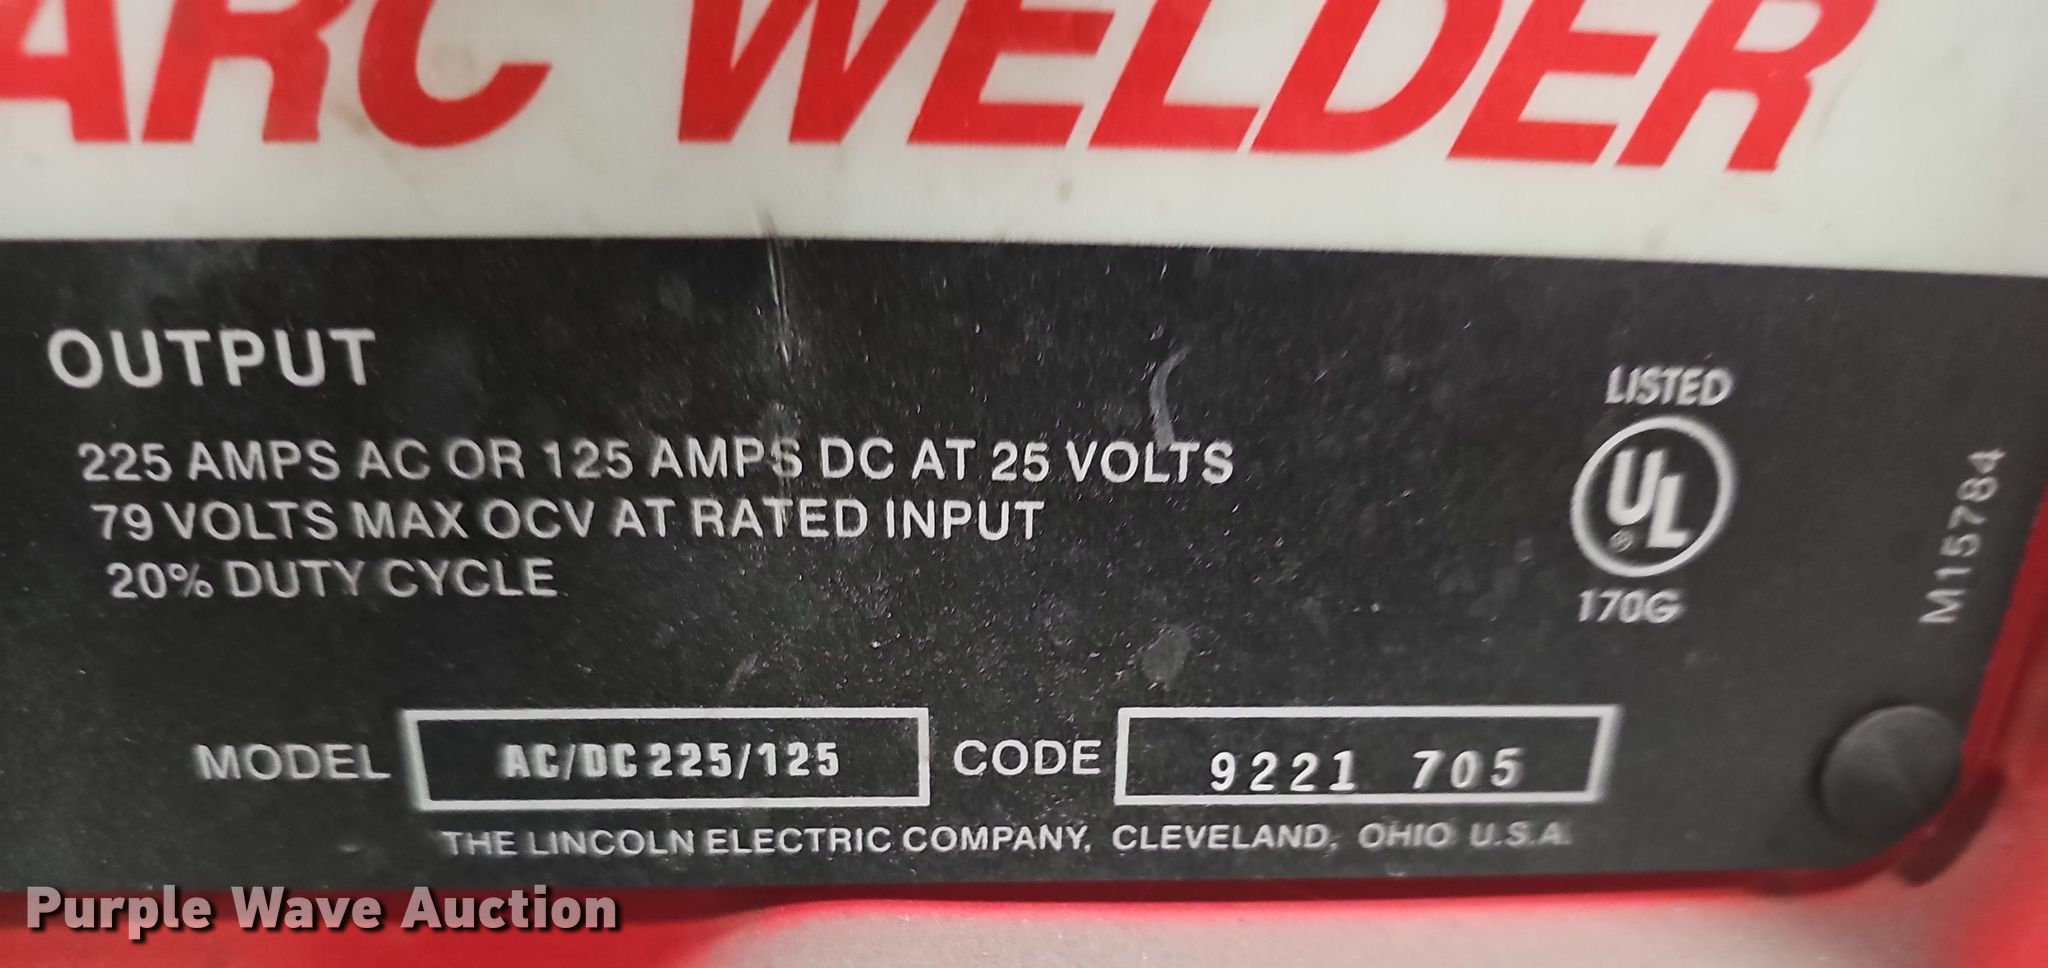 ARC WELDER
OUTPUT
225 AMPS AC OR 125 AMPS DC AT 25 VOLTS
79 VOLTS MAX OCV AT RATED INPUT
20% DUTY CYCLE
LISTED
UL
®
170G
M15784
MODEL AC/DC 225/125 CODE 9221 705
THE LINCOLN ELECTRIC COMPANY, CLEVELAND, OHIO U.S.A.
Purple Wave Auction